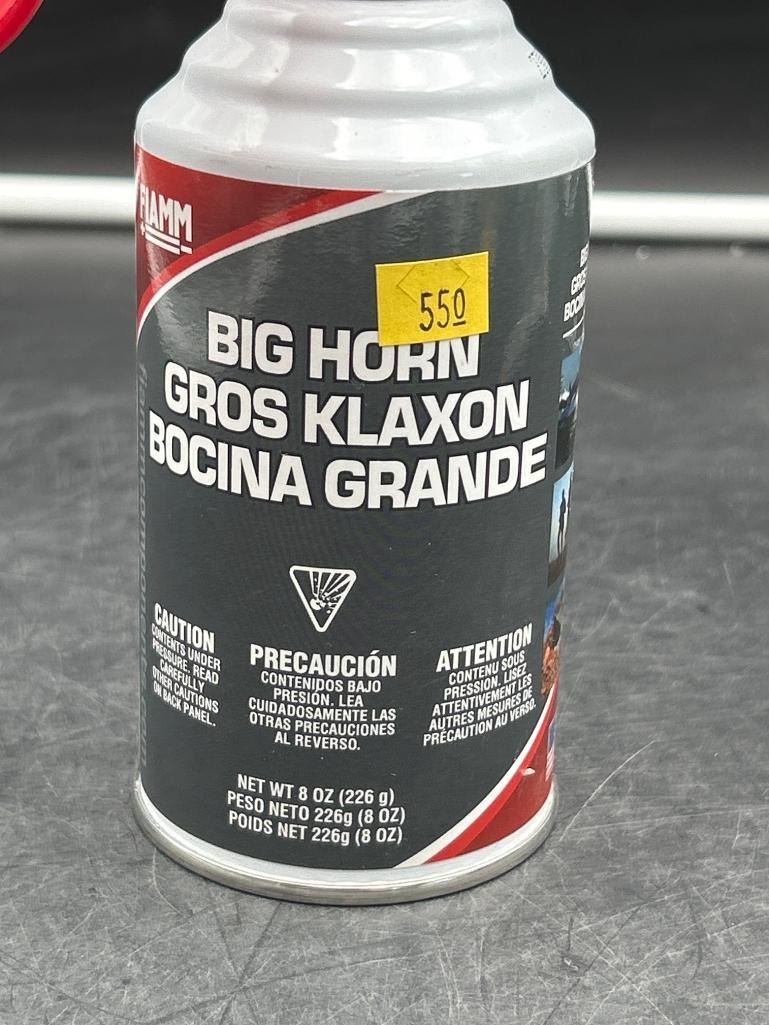 FIAMM
550
BIG HORN
GROS KLAXON
BOCINA GRANDE
CAUTION
CONTENTS UNDER
PRESSURE. READ
CAREFULLY
OTHER CAUTIONS
ON BACK PANEL.
PRECAUCIÓN
CONTENIDOS BAJO
PRESIÓN. LEA
CUIDADOSAMENTE LAS
OTRAS PRECAUCIONES
AL REVERSO.
ATTENTION
CONTENU SOUS
PRESSION. LISEZ
ATTENTIVEMENT LES
AUTRES MESURES DE
PRÉCAUTION AU VERSO.
NET WT 8 OZ (226 g)
PESO NETO 226g (8 OZ)
POIDS NET 226g (8 OZ)